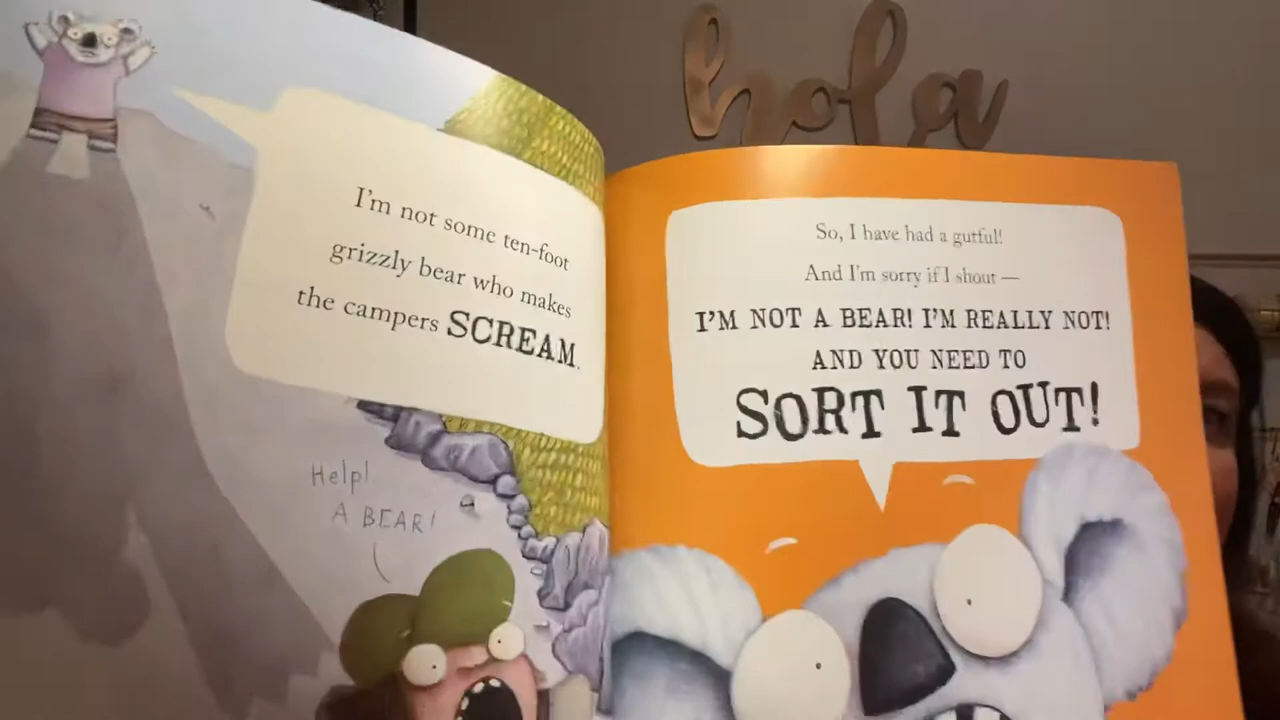 hola
I'm not some ten-foot
grizzly bear who makes
the campers SCREAM.
Help!
A BEAR!
So, I have had a gutful!
And I'm sorry if I shout —
I'M NOT A BEAR! I'M REALLY NOT!
AND YOU NEED TO
SORT IT OUT!